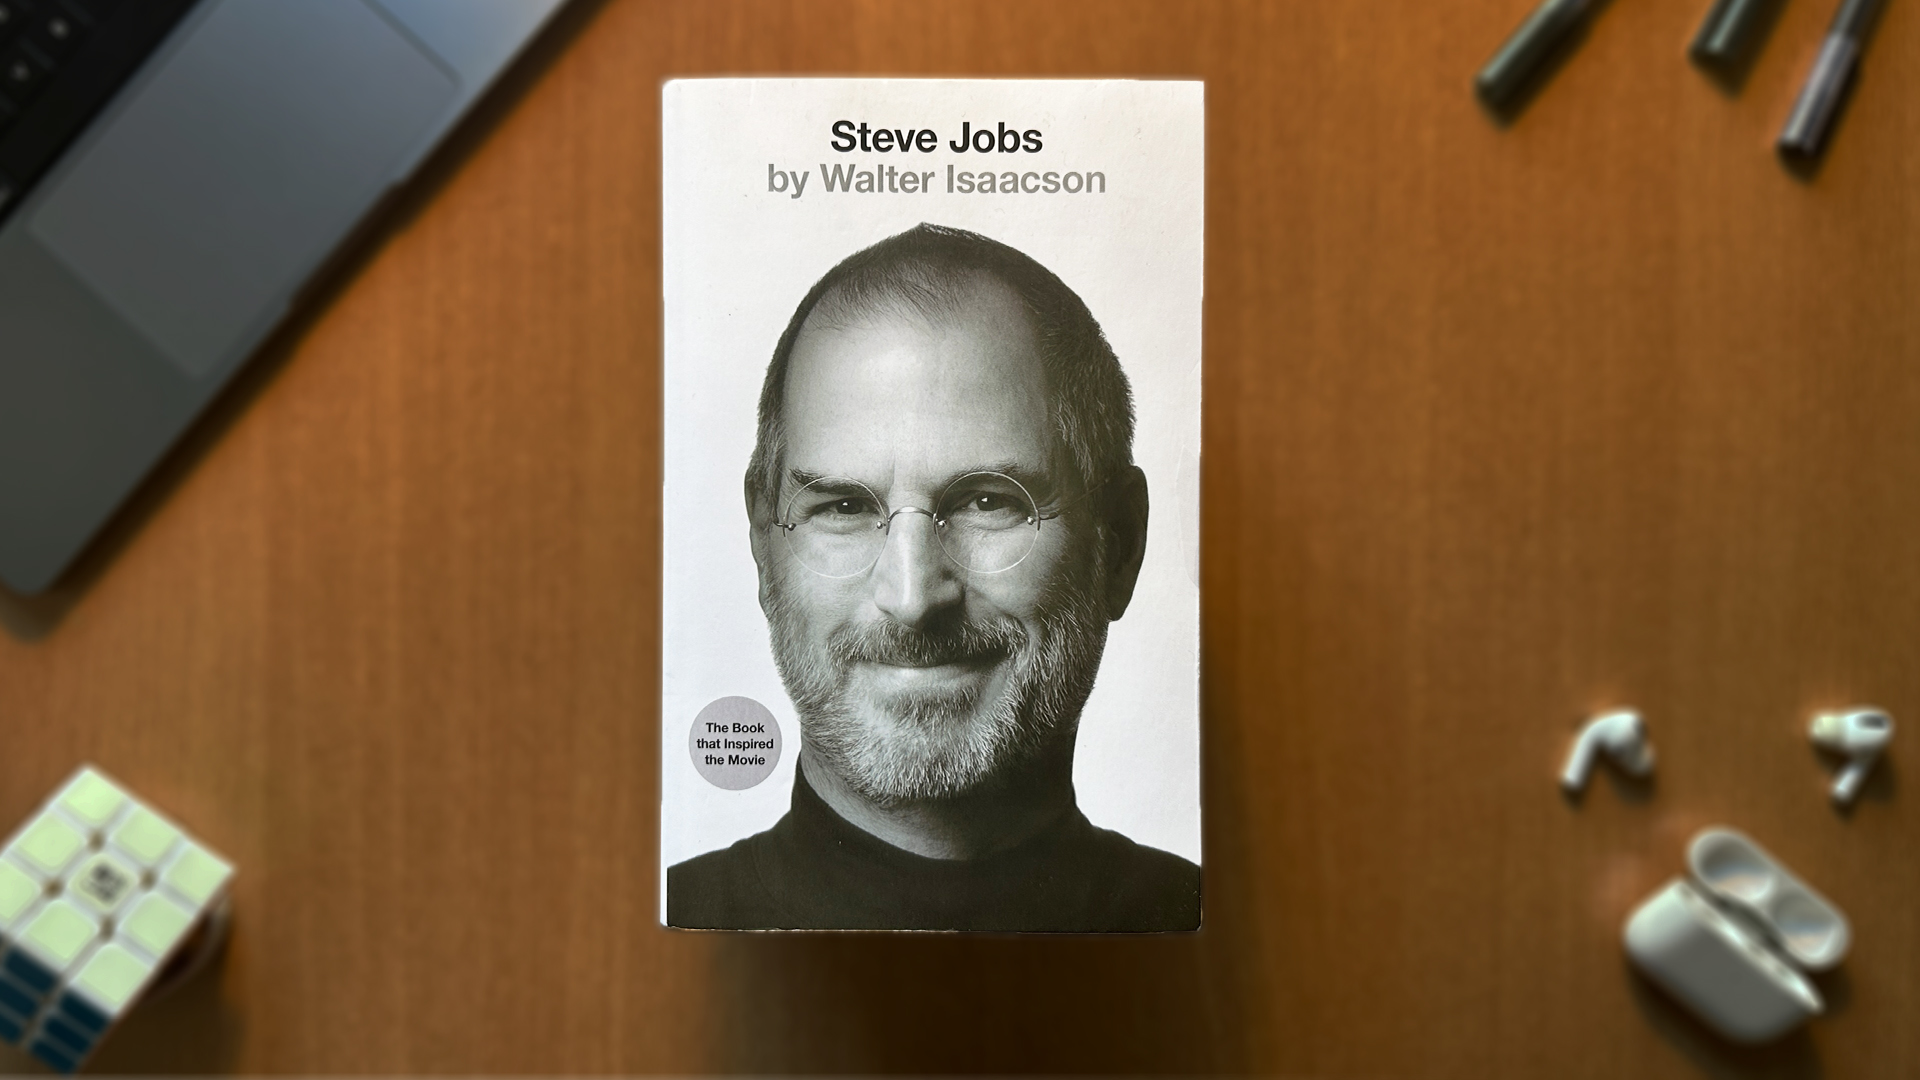 Steve Jobs
by Walter Isaacson
The Book
that Inspired
the Movie